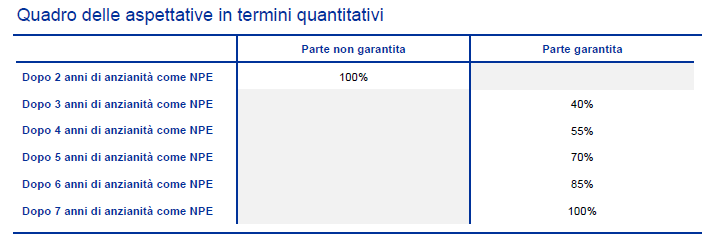 Quadro delle aspettative in termini quantitativi
Parte non garantita Parte garantita
Dopo 2 anni di anzianità come NPE 100%
Dopo 3 anni di anzianità come NPE 40%
Dopo 4 anni di anzianità come NPE 55%
Dopo 5 anni di anzianità come NPE 70%
Dopo 6 anni di anzianità come NPE 85%
Dopo 7 anni di anzianità come NPE 100%